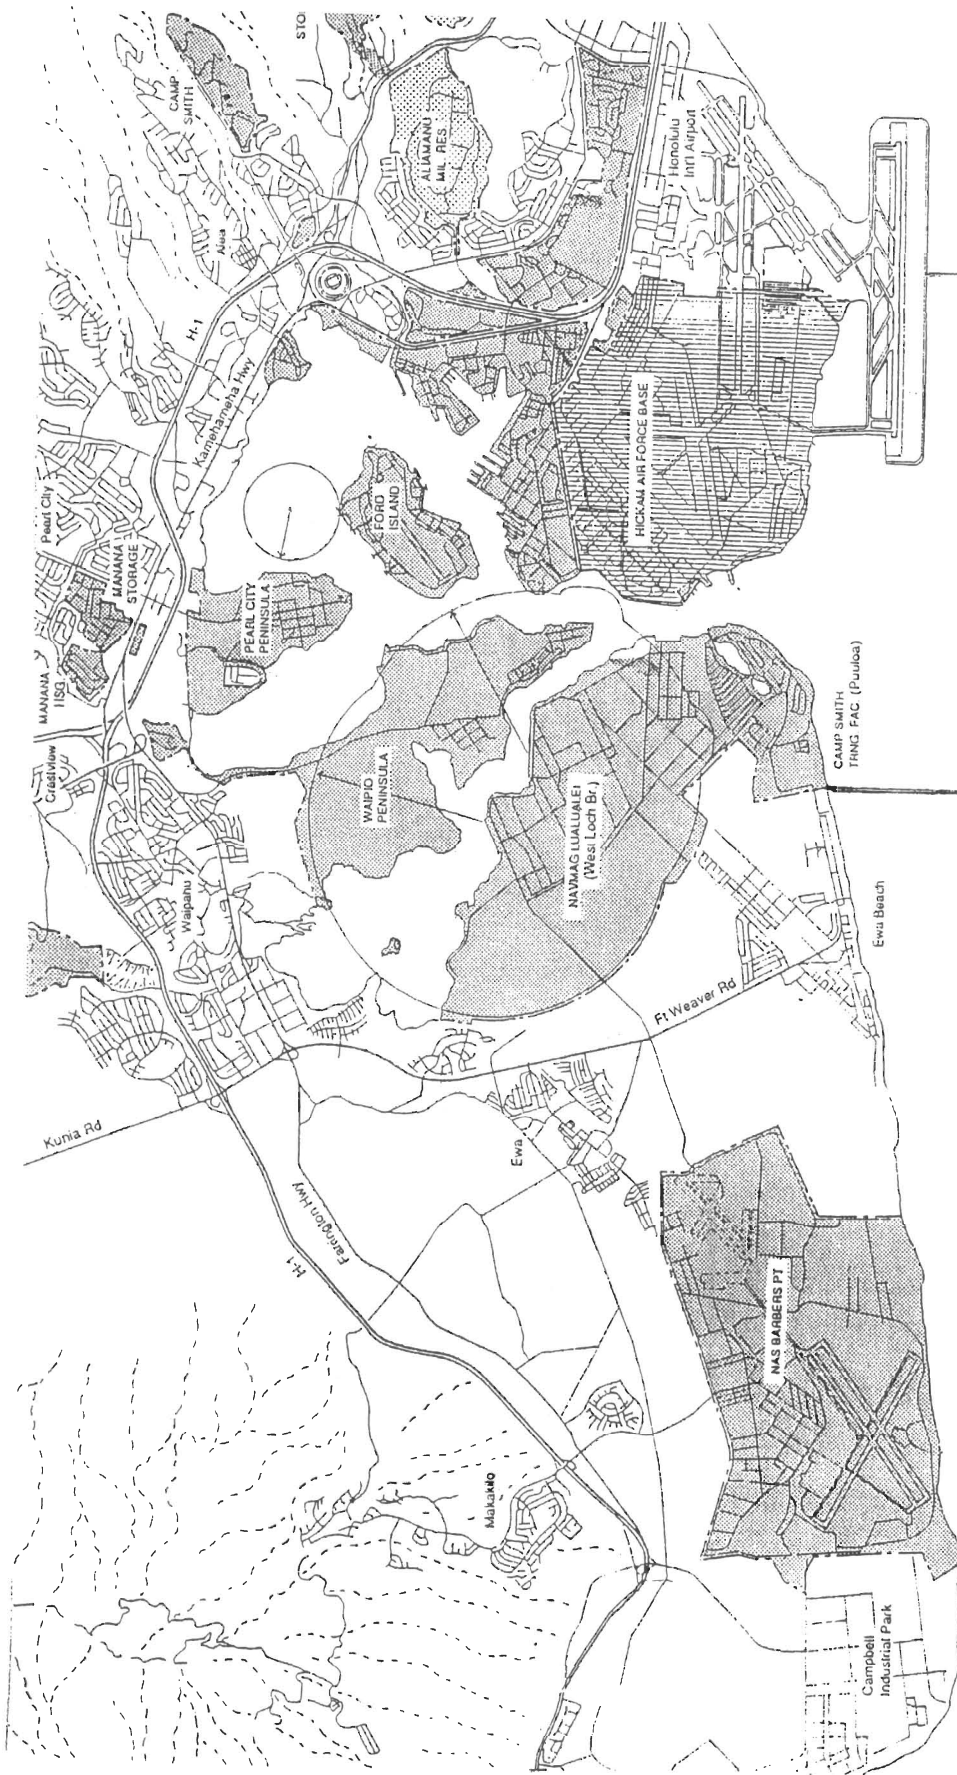 CAMP
SMITH
STO
ALIAMANU
MIL. RES.
Honolulu
Int'l Airport
Aiea
H-1
Kamehameha Hwy
Pearl City
MANANA
STORAGE
MANANA
HSG
Crestview
PEARL CITY
PENINSULA
FORD
ISLAND
HICKAM AIR FORCE BASE
WAIPIO
PENINSULA
Waipahu
NAVMAG LUALUALEI
(West Loch Br.)
CAMP SMITH
TRNG FAC (Puuloa)
Ewa Beach
Ft Weaver Rd
Kunia Rd
Ewa
Farrington Hwy
H-1
NAS BARBERS PT
Makakilo
Campbell
Industrial Park